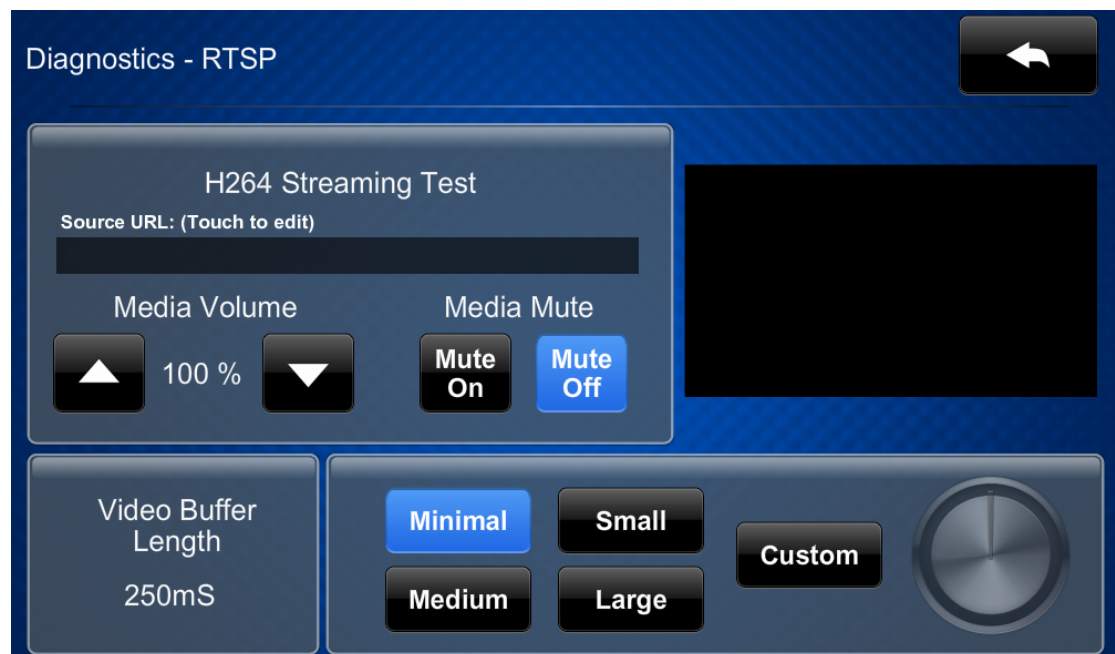 Diagnostics - RTSP
H264 Streaming Test
Source URL: (Touch to edit)
Media Volume
Media Mute
100 %
Mute
On
Mute
Off
Video Buffer
Length
250mS
Minimal
Small
Medium
Large
Custom